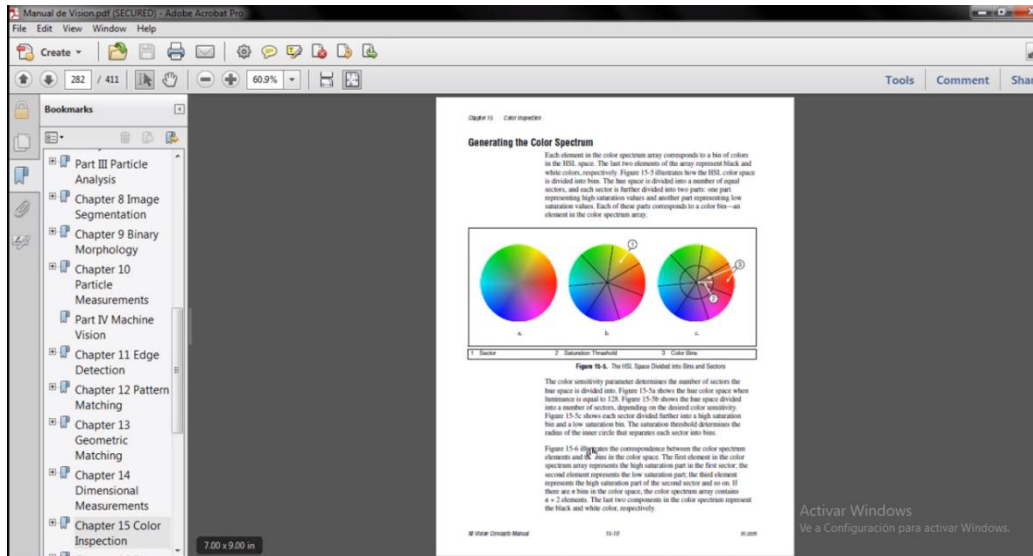 Manual de Vision.pdf (SECURED) - Adobe Acrobat Pro
File Edit View Window Help
Create
282 / 411 60.9% Tools Comment Shar
Bookmarks
Part III Particle
Analysis
Chapter 8 Image
Segmentation
Chapter 9 Binary
Morphology
Chapter 10
Particle
Measurements
Part IV Machine
Vision
Chapter 11 Edge
Detection
Chapter 12 Pattern
Matching
Chapter 13
Geometric
Matching
Chapter 14
Dimensional
Measurements
Chapter 15 Color
Inspection
7.00 x 9.00 in
Chapter 15 Color Inspection
Generating the Color Spectrum
Each element in the color spectrum array corresponds to a bin of colors
in the HSL space. The last two elements of the array represent black and
white colors, respectively. Figure 15-5 illustrates how the HSL color space
is divided into bins. The hue space is divided into a number of equal
sectors, and each sector is further divided into two parts: one part
representing high saturation values and another part representing low
saturation values. Each of these parts corresponds to a color bin—an
element in the color spectrum array.
1
3
2
a. b. c.
1 Sector 2 Saturation Threshold 3 Color Bins
Figure 15-5. The HSL Space Divided into Bins and Sectors
The color sensitivity parameter determines the number of sectors the
hue space is divided into. Figure 15-5a shows the hue color space when
luminance is equal to 128. Figure 15-5b shows the hue space divided
into a number of sectors, depending on the desired color sensitivity.
Figure 15-5c shows each sector divided further into a high saturation
bin and a low saturation bin. The saturation threshold determines the
radius of the inner circle that separates each sector into bins.
Figure 15-6 illustrates the correspondence between the color spectrum
elements and the bins in the color space. The first element in the color
spectrum array represents the high saturation part in the first sector; the
second element represents the low saturation part; the third element
represents the high saturation part of the second sector and so on. If
there are n bins in the color space, the color spectrum array contains
n + 2 elements. The last two components in the color spectrum represent
the black and white color, respectively.
NI Vision Concepts Manual 15-10 ni.com
Activar Windows
Ve a Configuración para activar Windows.